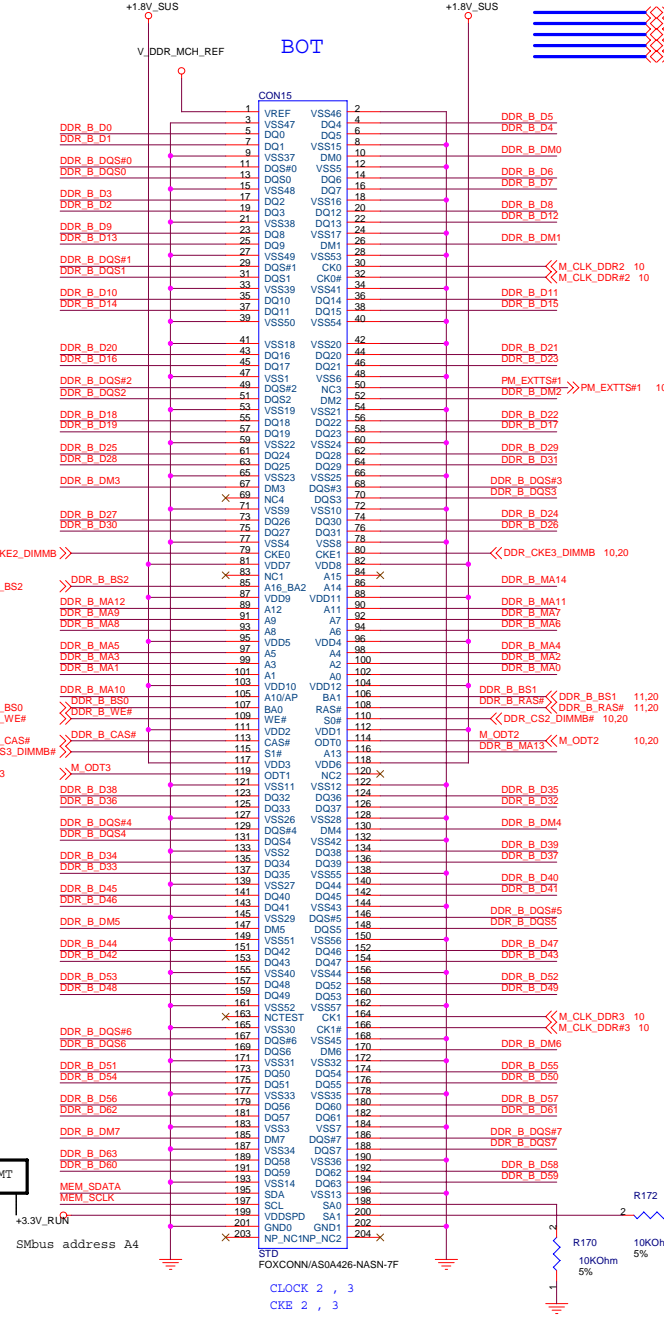 +1.8V_SUS +1.8V_SUS
BOT
V_DDR_MCH_REF
CON15
1 VREF VSS46 2
3 VSS47 DQ4 4 DDR_B_D5
DDR_B_D0 5 DQ0 DQ5 6 DDR_B_D4
DDR_B_D1 7 DQ1 VSS15 8
9 VSS37 DM0 10 DDR_B_DM0
DDR_B_DQS#0 11 DQS#0 VSS5 12
DDR_B_DQS0 13 DQS0 DQ6 14 DDR_B_D6
15 VSS48 DQ7 16 DDR_B_D7
DDR_B_D3 17 DQ2 VSS16 18
DDR_B_D2 19 DQ3 DQ12 20 DDR_B_D8
21 VSS38 DQ13 22 DDR_B_D12
DDR_B_D9 23 DQ8 VSS17 24
DDR_B_D13 25 DQ9 DM1 26 DDR_B_DM1
27 VSS49 VSS53 28
DDR_B_DQS#1 29 DQS#1 CK0 30 M_CLK_DDR2 10
DDR_B_DQS1 31 DQS1 CK0# 32 M_CLK_DDR#2 10
33 VSS39 VSS41 34
DDR_B_D10 35 DQ10 DQ14 36 DDR_B_D11
DDR_B_D14 37 DQ11 DQ15 38 DDR_B_D15
39 VSS50 VSS54 40
41 VSS18 VSS20 42
DDR_B_D20 43 DQ16 DQ20 44 DDR_B_D21
DDR_B_D16 45 DQ17 DQ21 46 DDR_B_D23
47 VSS1 VSS6 48
DDR_B_DQS#2 49 DQS#2 NC3 50 PM_EXTTS#1 PM_EXTTS#1 10
DDR_B_DQS2 51 DQS2 DM2 52 DDR_B_DM2
53 VSS19 VSS21 54
DDR_B_D18 55 DQ18 DQ22 56 DDR_B_D22
DDR_B_D19 57 DQ19 DQ23 58 DDR_B_D17
59 VSS22 VSS24 60
DDR_B_D25 61 DQ24 DQ28 62 DDR_B_D29
DDR_B_D28 63 DQ25 DQ29 64 DDR_B_D31
65 VSS23 VSS25 66
DDR_B_DM3 67 DM3 DQS#3 68 DDR_B_DQS#3
69 NC4 DQS3 70 DDR_B_DQS3
71 VSS9 VSS10 72
DDR_B_D27 73 DQ26 DQ30 74 DDR_B_D24
DDR_B_D30 75 DQ27 DQ31 76 DDR_B_D26
77 VSS4 VSS8 78
KE2_DIMMB 79 CKE0 CKE1 80 DDR_CKE3_DIMMB 10,20
81 VDD7 VDD8 82
83 NC1 A15 84
_BS2 DDR_B_BS2 85 A16_BA2 A14 86 DDR_B_MA14
87 VDD9 VDD11 88
DDR_B_MA12 89 A12 A11 90 DDR_B_MA11
DDR_B_MA9 91 A9 A7 92 DDR_B_MA7
DDR_B_MA8 93 A8 A6 94 DDR_B_MA6
95 VDD5 VDD4 96
DDR_B_MA5 97 A5 A4 98 DDR_B_MA4
DDR_B_MA3 99 A3 A2 100 DDR_B_MA2
DDR_B_MA1 101 A1 A0 102 DDR_B_MA0
103 VDD10 VDD12 104
DDR_B_MA10 105 A10/AP BA1 106 DDR_B_BS1 DDR_B_BS1 11,20
_BS0 DDR_B_BS0 107 BA0 RAS# 108 DDR_B_RAS# DDR_B_RAS# 11,20
_WE# DDR_B_WE# 109 WE# S0# 110 DDR_CS2_DIMMB# 10,20
111 VDD2 VDD1 112
_CAS# DDR_B_CAS# 113 CAS# ODT0 114 M_ODT2 M_ODT2 10,20
S3_DIMMB# 115 S1# A13 116 DDR_B_MA13
117 VDD3 VDD6 118
3 M_ODT3 119 ODT1 NC2 120
121 VSS11 VSS12 122
DDR_B_D38 123 DQ32 DQ36 124 DDR_B_D35
DDR_B_D36 125 DQ33 DQ37 126 DDR_B_D32
127 VSS26 VSS28 128
DDR_B_DQS#4 129 DQS#4 DM4 130 DDR_B_DM4
DDR_B_DQS4 131 DQS4 VSS42 132
133 VSS2 DQ38 134 DDR_B_D39
DDR_B_D34 135 DQ34 DQ39 136 DDR_B_D37
DDR_B_D33 137 DQ35 VSS55 138
139 VSS27 DQ44 140 DDR_B_D40
DDR_B_D45 141 DQ40 DQ45 142 DDR_B_D41
DDR_B_D46 143 DQ41 VSS43 144
145 VSS29 DQS#5 146 DDR_B_DQS#5
DDR_B_DM5 147 DM5 DQS5 148 DDR_B_DQS5
149 VSS51 VSS56 150
DDR_B_D44 151 DQ42 DQ46 152 DDR_B_D47
DDR_B_D42 153 DQ43 DQ47 154 DDR_B_D43
155 VSS40 VSS44 156
DDR_B_D53 157 DQ48 DQ52 158 DDR_B_D52
DDR_B_D48 159 DQ49 DQ53 160 DDR_B_D49
161 VSS52 VSS57 162
163 NCTEST CK1 164 M_CLK_DDR3 10
165 VSS30 CK1# 166 M_CLK_DDR#3 10
DDR_B_DQS#6 167 DQS#6 VSS45 168
DDR_B_DQS6 169 DQS6 DM6 170 DDR_B_DM6
171 VSS31 VSS32 172
DDR_B_D51 173 DQ50 DQ54 174 DDR_B_D55
DDR_B_D54 175 DQ51 DQ55 176 DDR_B_D50
177 VSS33 VSS35 178
DDR_B_D56 179 DQ56 DQ60 180 DDR_B_D57
DDR_B_D62 181 DQ57 DQ61 182 DDR_B_D61
183 VSS3 VSS7 184
DDR_B_DM7 185 DM7 DQS#7 186 DDR_B_DQS#7
187 VSS34 DQS7 188 DDR_B_DQS7
DDR_B_D63 189 DQ58 VSS36 190
DDR_B_D60 191 DQ59 DQ62 192 DDR_B_D58
MT 193 VSS14 DQ63 194 DDR_B_D59
MEM_SDATA 195 SDA VSS13 196
MEM_SCLK 197 SCL SA0 198
+3.3V_RUN 199 VDDSPD SA1 200
201 GND0 GND1 202
203 NP_NC1 NP_NC2 204
R172
2
10KOh
5%
2
R170
10KOhm
5%
1
SMbus address A4
STD
FOXCONN/AS0A426-NASN-7F
CLOCK 2 , 3
CKE 2 , 3